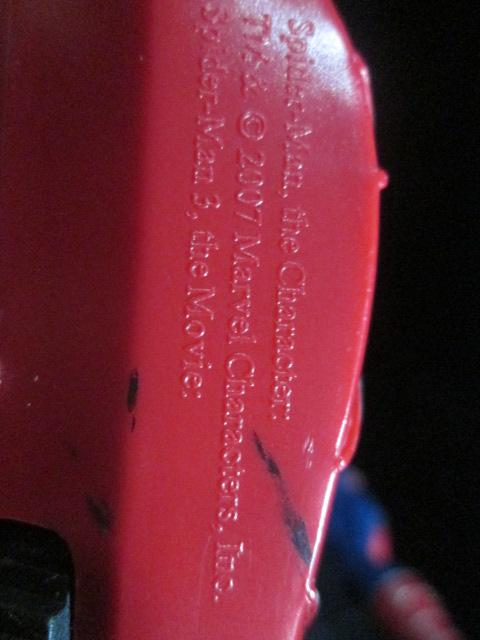 Spider-Man, the Character:
TM & © 2007 Marvel Characters, Inc.
Spider-Man 3, the Movie: